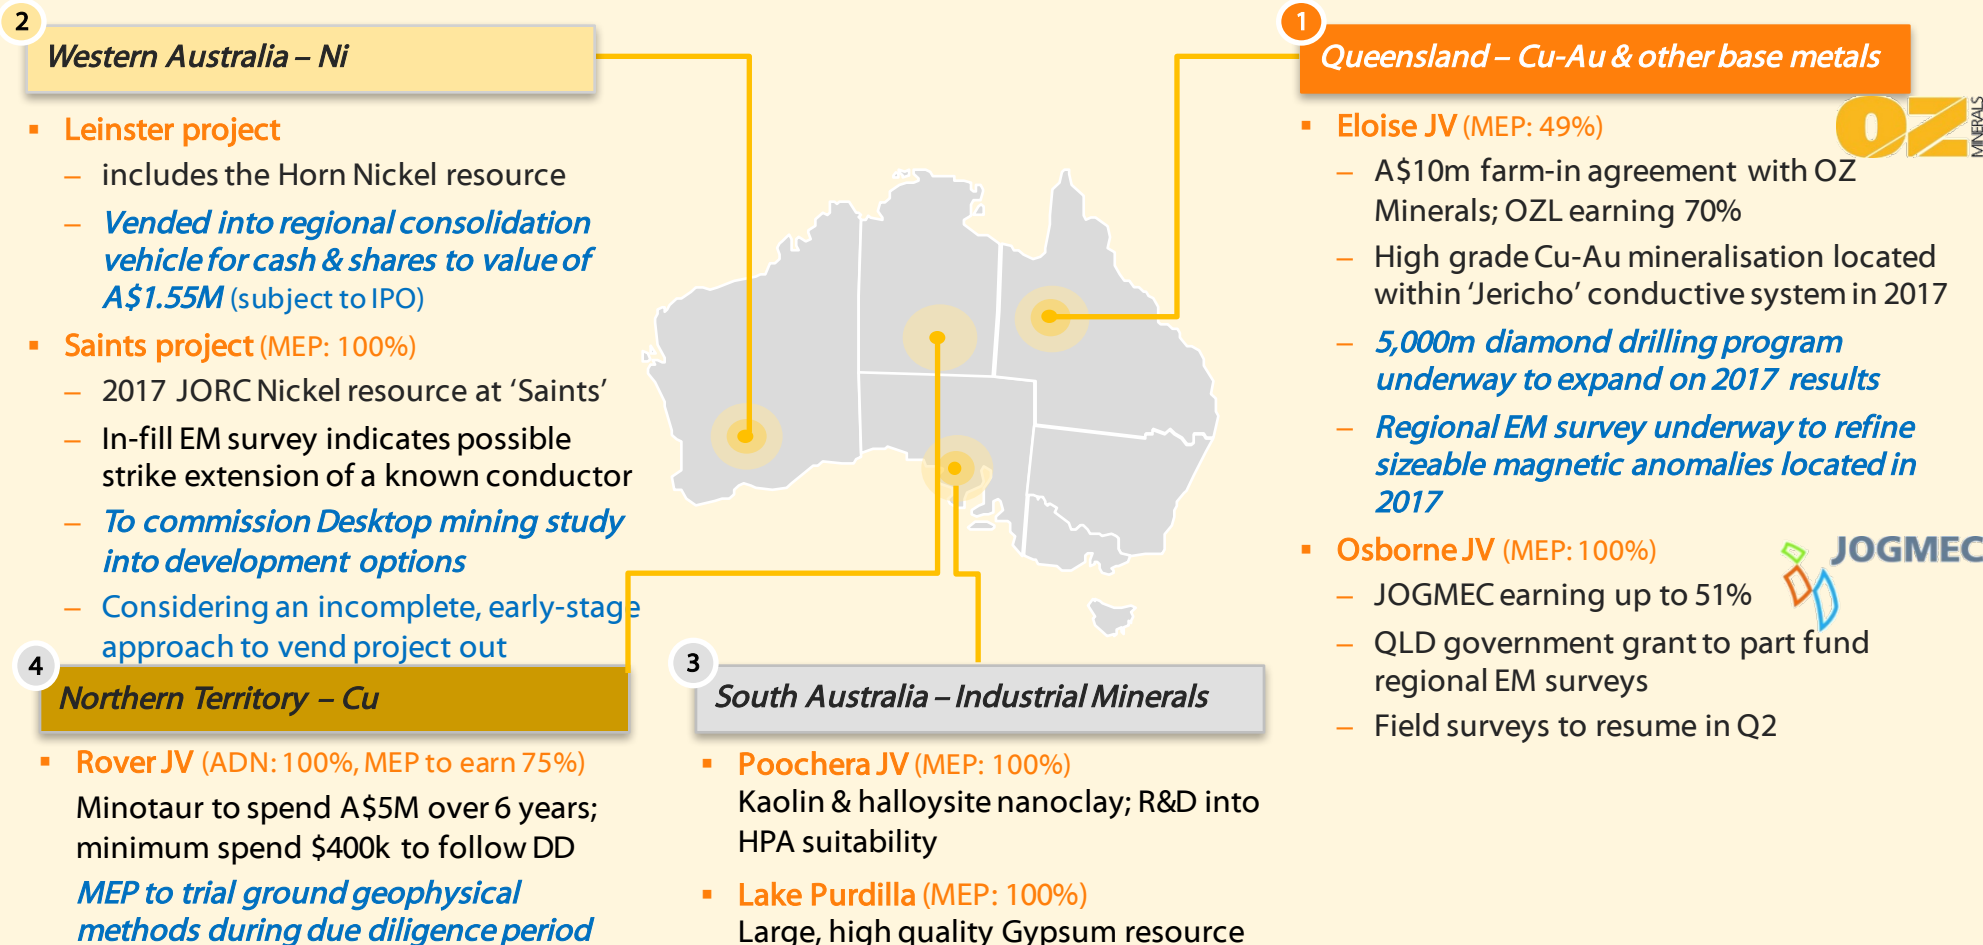 2
Western Australia – Ni
▪ Leinster project
– includes the Horn Nickel resource
– Vended into regional consolidation
vehicle for cash & shares to value of
A$1.55M (subject to IPO)
▪ Saints project (MEP: 100%)
– 2017 JORC Nickel resource at ‘Saints’
– In-fill EM survey indicates possible
strike extension of a known conductor
– To commission Desktop mining study
into development options
– Considering an incomplete, early-stage
approach to vend project out
1
Queensland – Cu-Au & other base metals
OZ
MINERALS
▪ Eloise JV (MEP: 49%)
– A$10m farm-in agreement with OZ
Minerals; OZL earning 70%
– High grade Cu-Au mineralisation located
within ‘Jericho’ conductive system in 2017
– 5,000m diamond drilling program
underway to expand on 2017 results
– Regional EM survey underway to refine
sizeable magnetic anomalies located in
2017
▪ Osborne JV (MEP: 100%)
JOGMEC
– JOGMEC earning up to 51%
– QLD government grant to part fund
regional EM surveys
– Field surveys to resume in Q2
4
Northern Territory – Cu
▪ Rover JV (ADN: 100%, MEP to earn 75%)
Minotaur to spend A$5M over 6 years;
minimum spend $400k to follow DD
MEP to trial ground geophysical
methods during due diligence period
3
South Australia – Industrial Minerals
▪ Poochera JV (MEP: 100%)
Kaolin & halloysite nanoclay; R&D into
HPA suitability
▪ Lake Purdilla (MEP: 100%)
Large, high quality Gypsum resource